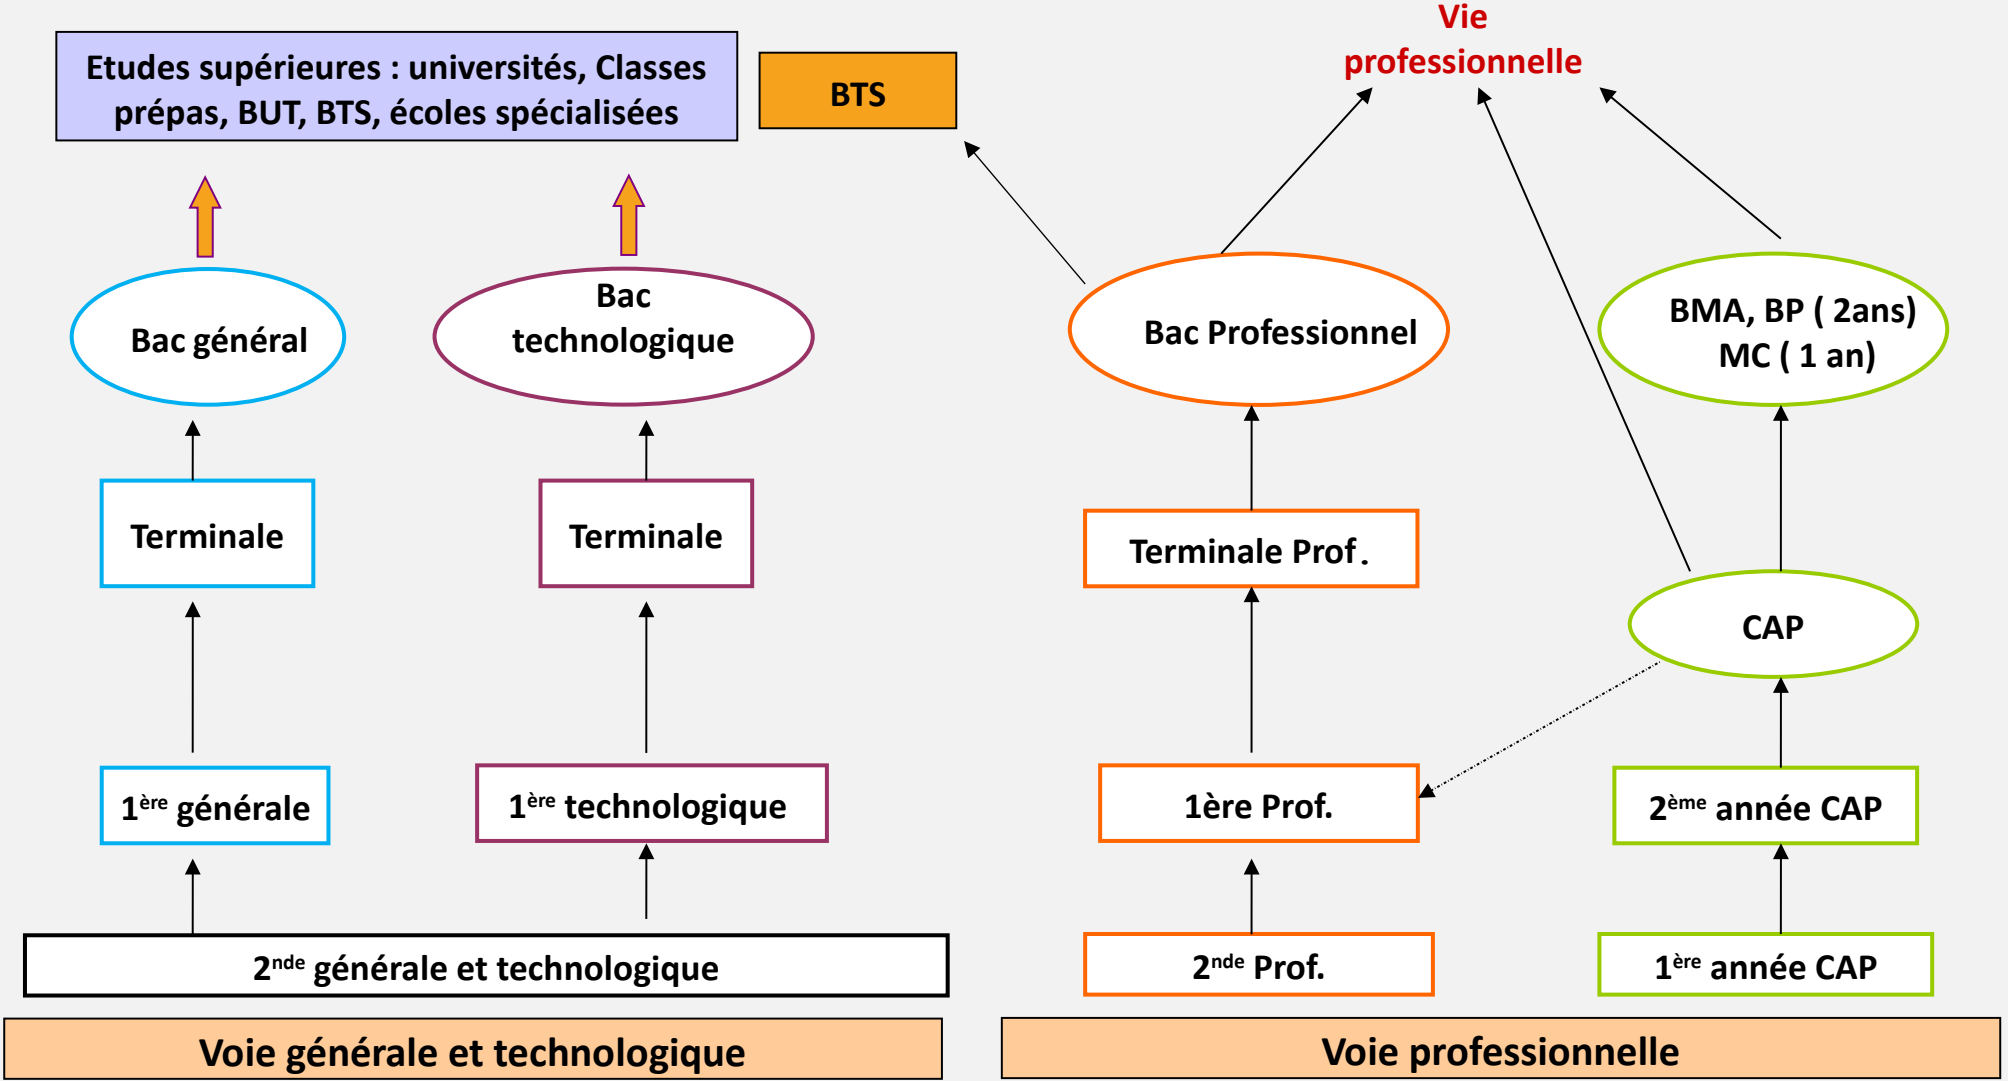 Vie
professionnelle
Etudes supérieures : universités, Classes
prépas, BUT, BTS, écoles spécialisées
BTS
Bac général
Bac
technologique
Bac Professionnel
BMA, BP ( 2ans)
MC ( 1 an)
Terminale
Terminale
Terminale Prof.
CAP
1ère générale
1ère technologique
1ère Prof.
2ème année CAP
2nde générale et technologique
2nde Prof.
1ère année CAP
Voie générale et technologique
Voie professionnelle